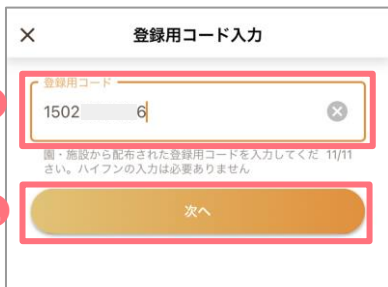 登録用コード入力
登録用コード
1502 6
園・施設から配布された登録用コードを入力してくだ 11/11
さい。ハイフンの入力は必要ありません
次へ